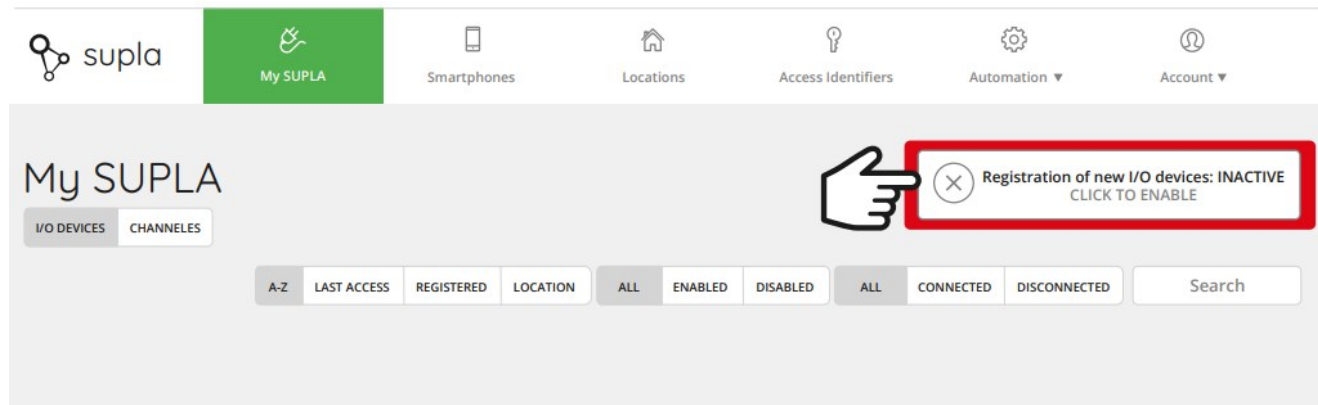 supla
My SUPLA
Smartphones
Locations
Access Identifiers
Automation ▼
Account ▼
My SUPLA
Registration of new I/O devices: INACTIVE
CLICK TO ENABLE
I/O DEVICES CHANNELES
A-Z LAST ACCESS REGISTERED LOCATION ALL ENABLED DISABLED ALL CONNECTED DISCONNECTED Search